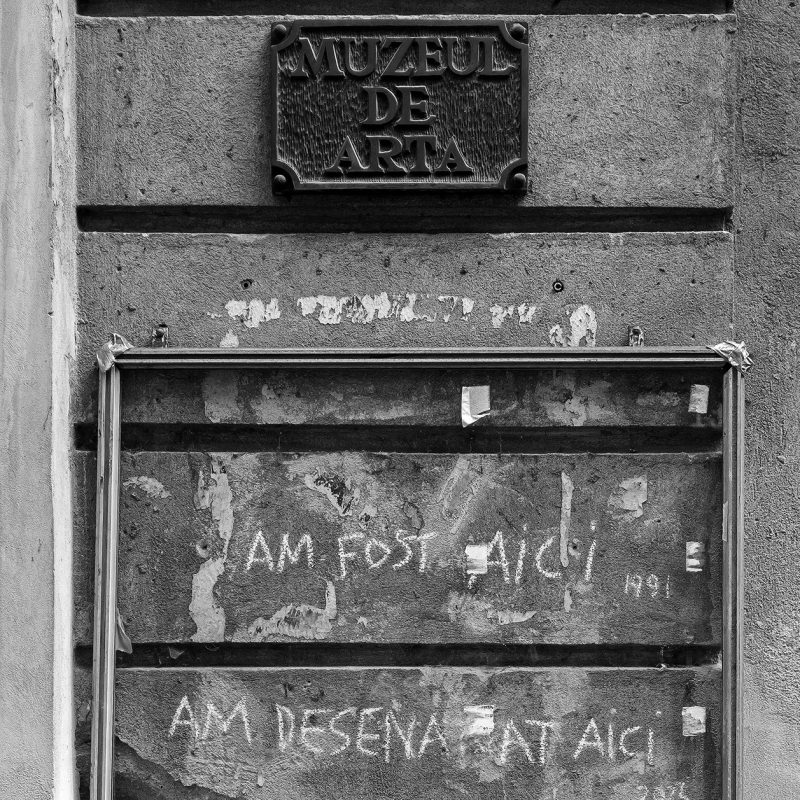 MUZEUL
DE
ARTA
AM FOST AICI
1991
AM DESENAT AICI